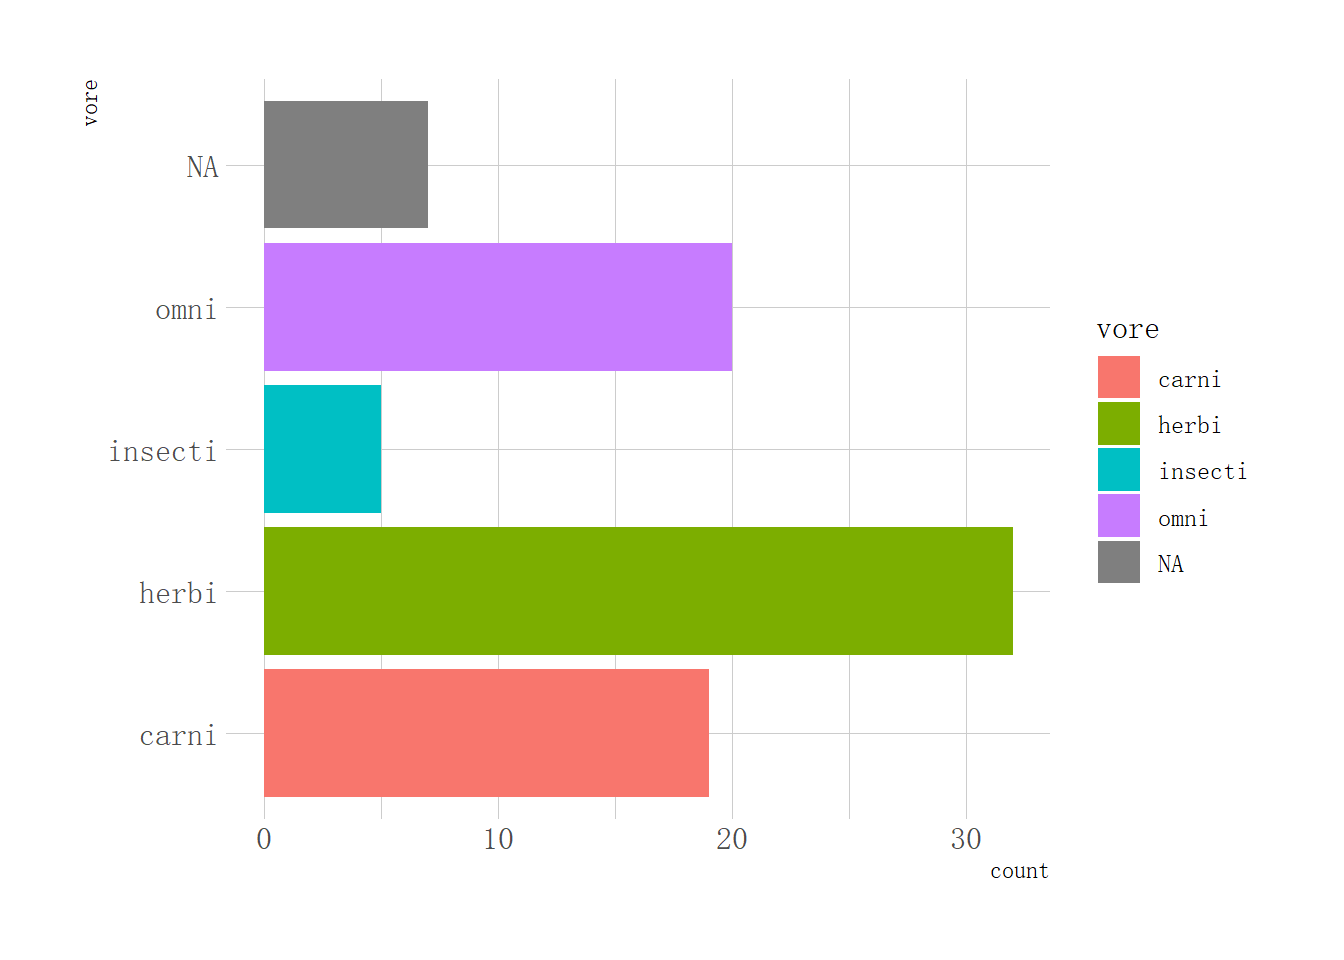 vore
NA
omni
insecti
herbi
carni
0 10 20 30
count
vore
carni
herbi
insecti
omni
NA